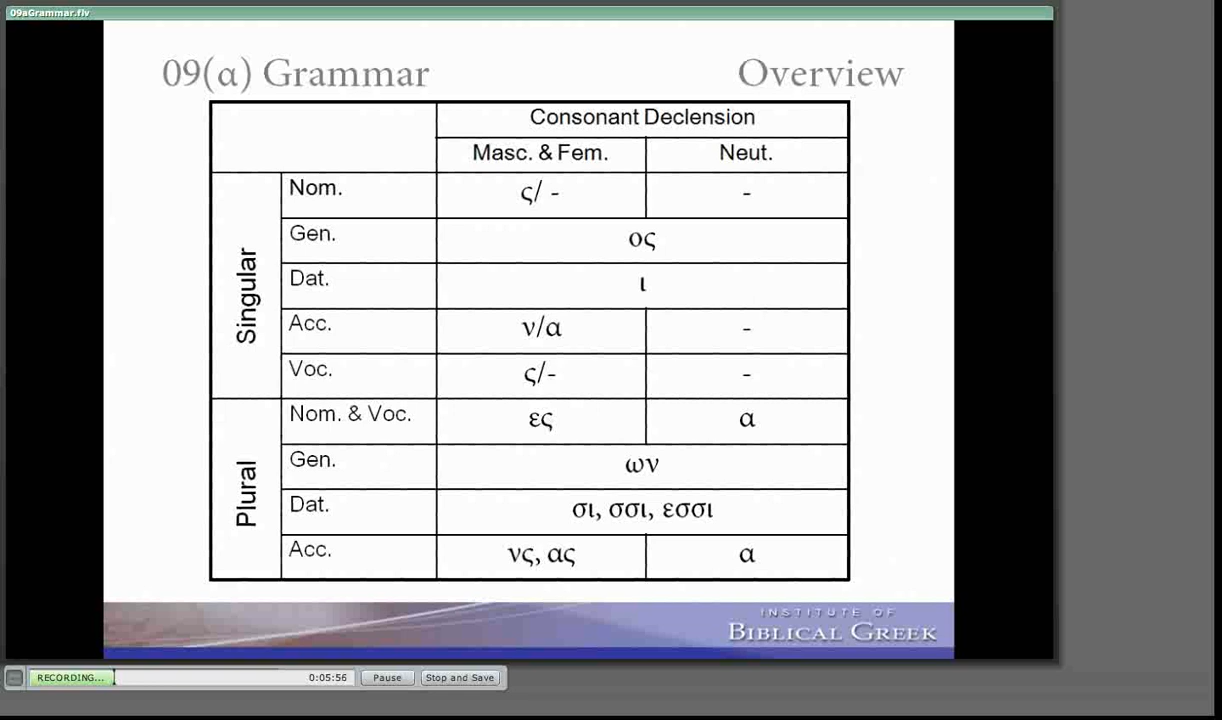 09aGrammar.flv
09(α) Grammar Overview
Consonant Declension
Masc. & Fem. Neut.
Singular
Nom. ς/ - -
Gen. ος
Dat. ι
Acc. ν/α -
Voc. ς/- -
Plural
Nom. & Voc. ες α
Gen. ων
Dat. σι, σσι, εσσι
Acc. νς, ας α
INSTITUTE OF
BIBLICAL GREEK
RECORDING... 0:05:56 Pause Stop and Save